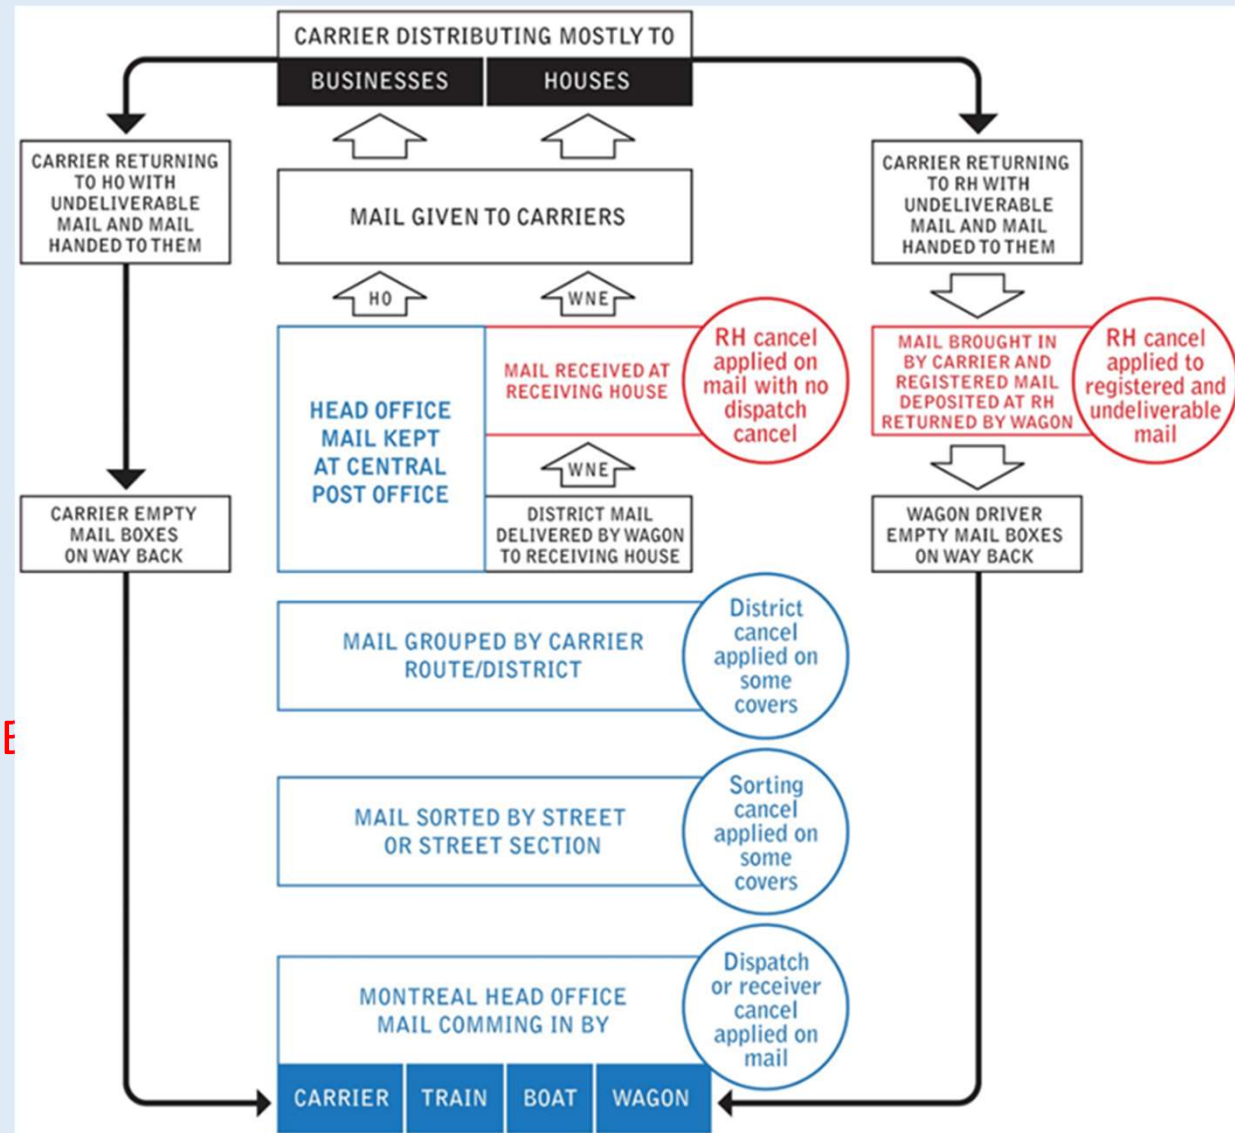 CARRIER DISTRIBUTING MOSTLY TO
BUSINESSES
HOUSES
CARRIER RETURNING
TO HO WITH
UNDELIVERABLE
MAIL AND MAIL
HANDED TO THEM
MAIL GIVEN TO CARRIERS
CARRIER RETURNING
TO RH WITH
UNDELIVERABLE
MAIL AND MAIL
HANDED TO THEM
HO
WNE
HEAD OFFICE
MAIL KEPT
AT CENTRAL
POST OFFICE
MAIL RECEIVED AT
RECEIVING HOUSE
RH cancel
applied on
mail with no
dispatch
cancel
MAIL BROUGHT IN
BY CARRIER AND
REGISTERED MAIL
DEPOSITED AT RH
RETURNED BY WAGON
RH cancel
applied to
registered and
undeliverable
mail
WNE
CARRIER EMPTY
MAIL BOXES
ON WAY BACK
DISTRICT MAIL
DELIVERED BY WAGON
TO RECEIVING HOUSE
WAGON DRIVER
EMPTY MAIL BOXES
ON WAY BACK
MAIL GROUPED BY CARRIER
ROUTE/DISTRICT
District
cancel
applied on
some
covers
MAIL SORTED BY STREET
OR STREET SECTION
Sorting
cancel
applied on
some
covers
MONTREAL HEAD OFFICE
MAIL COMMING IN BY
Dispatch
or receiver
cancel
applied on
mail
CARRIER
TRAIN
BOAT
WAGON